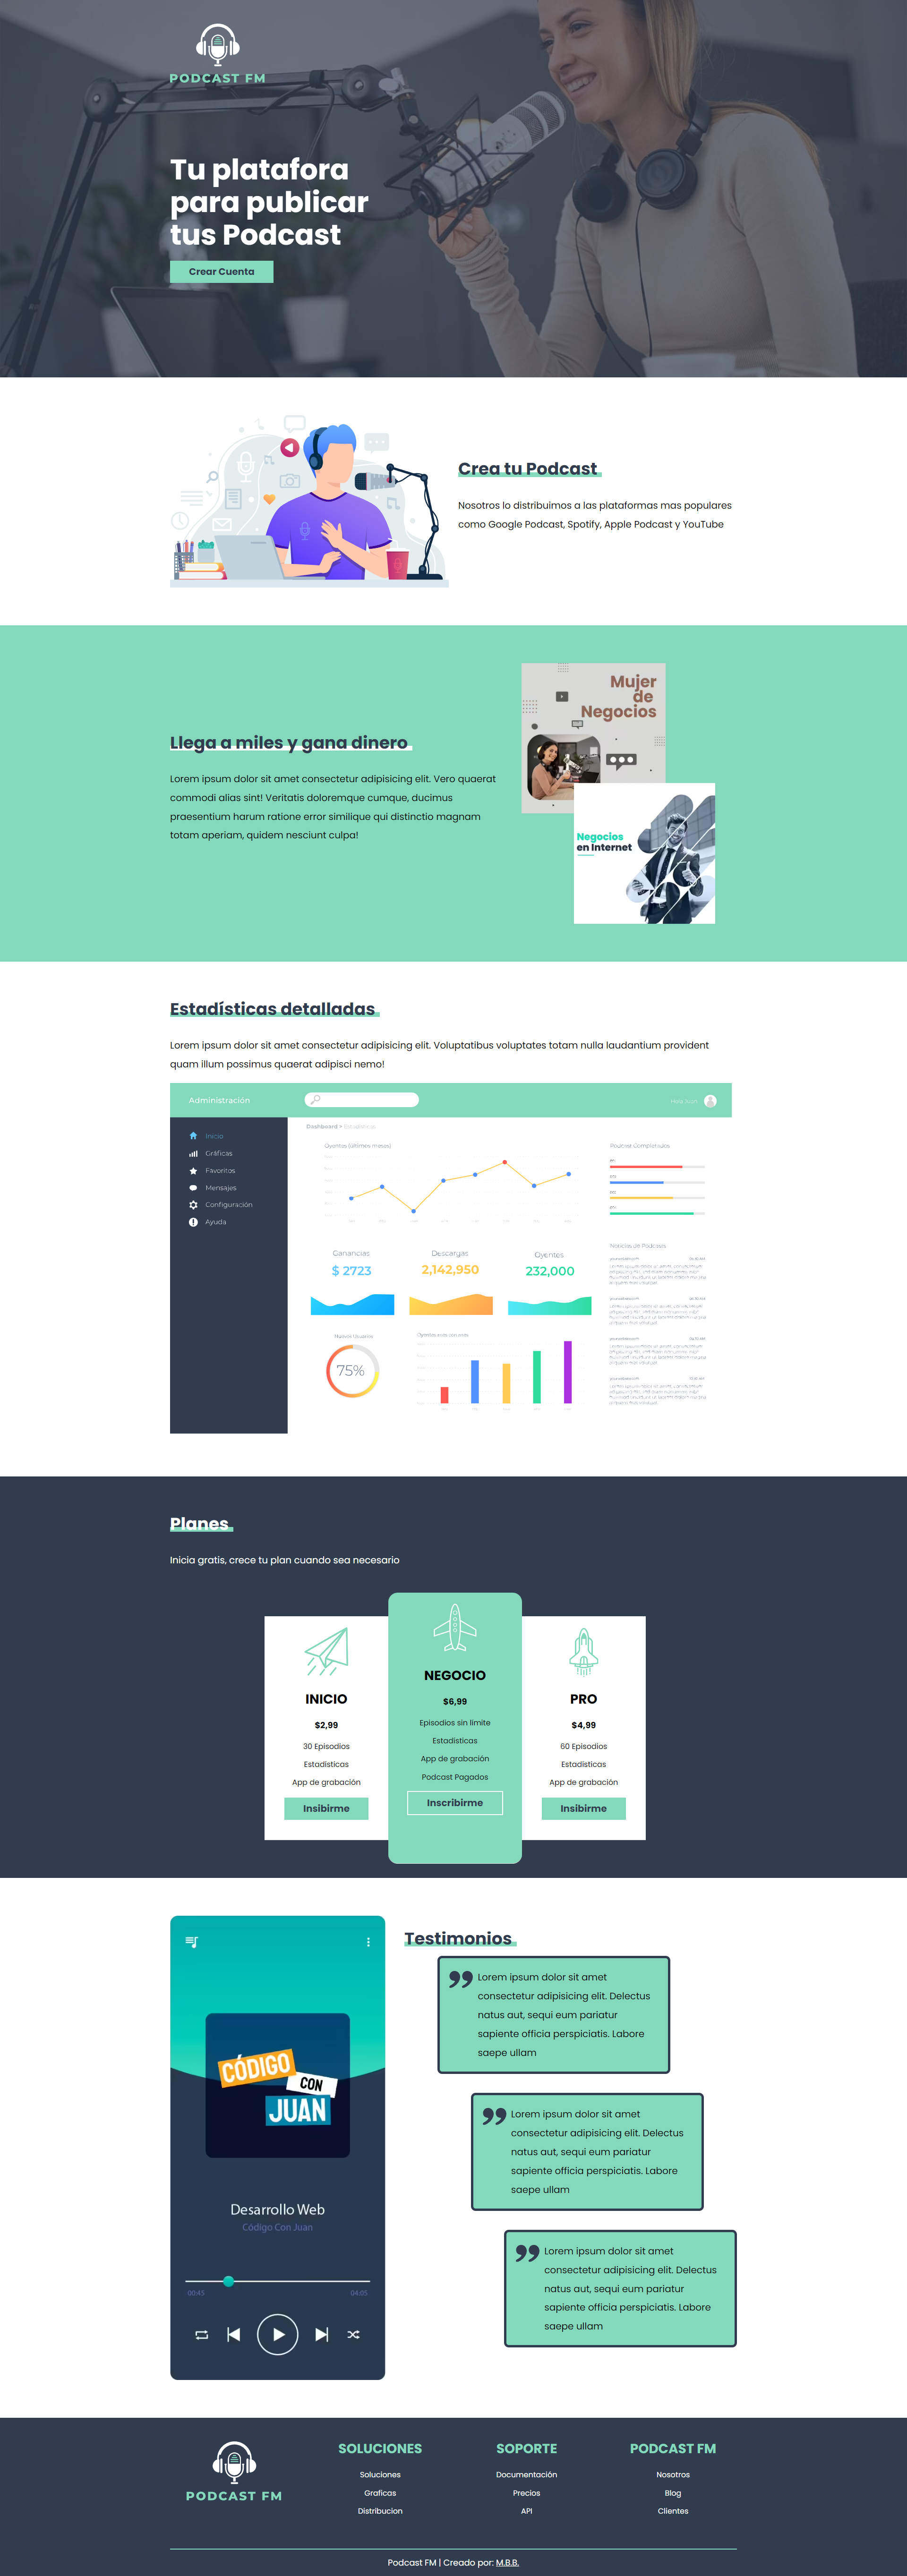 PODCAST FM
Tu platafora
para publicar
tus Podcast
Crear Cuenta
Crea tu Podcast
Nosotros lo distribuimos a las plataformas mas populares
como Google Podcast, Spotify, Apple Podcast y YouTube
Llega a miles y gana dinero
Lorem ipsum dolor sit amet consectetur adipisicing elit. Vero quaerat
commodi alias sint! Veritatis doloremque cumque, ducimus
praesentium harum ratione error similique qui distinctio magnam
totam aperiam, quidem nesciunt culpa!
Mujer
de
Negocios
Negocios
en Internet
Estadísticas detalladas
Lorem ipsum dolor sit amet consectetur adipisicing elit. Voluptatibus voluptates totam nulla laudantium provident
quam illum possimus quaerat adipisci nemo!
Administración
Hola Juan
Inicio
Gráficas
Favoritos
Mensajes
Configuración
Ayuda
Dashboard > Estadísticas
Oyentes (últimos meses)
Ganancias
$ 2723
Descargas
2,142,950
Oyentes
232,000
Nuevos Usuarios
75%
Noticias de Podcasts
Planes
Inicia gratis, crece tu plan cuando sea necesario
INICIO
$2,99
30 Episodios
Estadisticas
App de grabación
Insibirme
NEGOCIO
$6,99
Episodios sin limite
Estadisticas
App de grabación
Podcast Pagados
Inscribirme
PRO
$4,99
60 Episodios
Estadisticas
App de grabación
Insibirme
CÓDIGO
CON
JUAN
Desarrollo Web
Código Con Juan
00:45
04:05
Testimonios
Lorem ipsum dolor sit amet
consectetur adipisicing elit. Delectus
natus aut, sequi eum pariatur
sapiente officia perspiciatis. Labore
saepe ullam
Lorem ipsum dolor sit amet
consectetur adipisicing elit. Delectus
natus aut, sequi eum pariatur
sapiente officia perspiciatis. Labore
saepe ullam
Lorem ipsum dolor sit amet
consectetur adipisicing elit. Delectus
natus aut, sequi eum pariatur
sapiente officia perspiciatis. Labore
saepe ullam
PODCAST FM
SOLUCIONES
Soluciones
Graficas
Distribucion
SOPORTE
Documentación
Precios
API
PODCAST FM
Nosotros
Blog
Clientes
Podcast FM | Creado por: M.B.B.